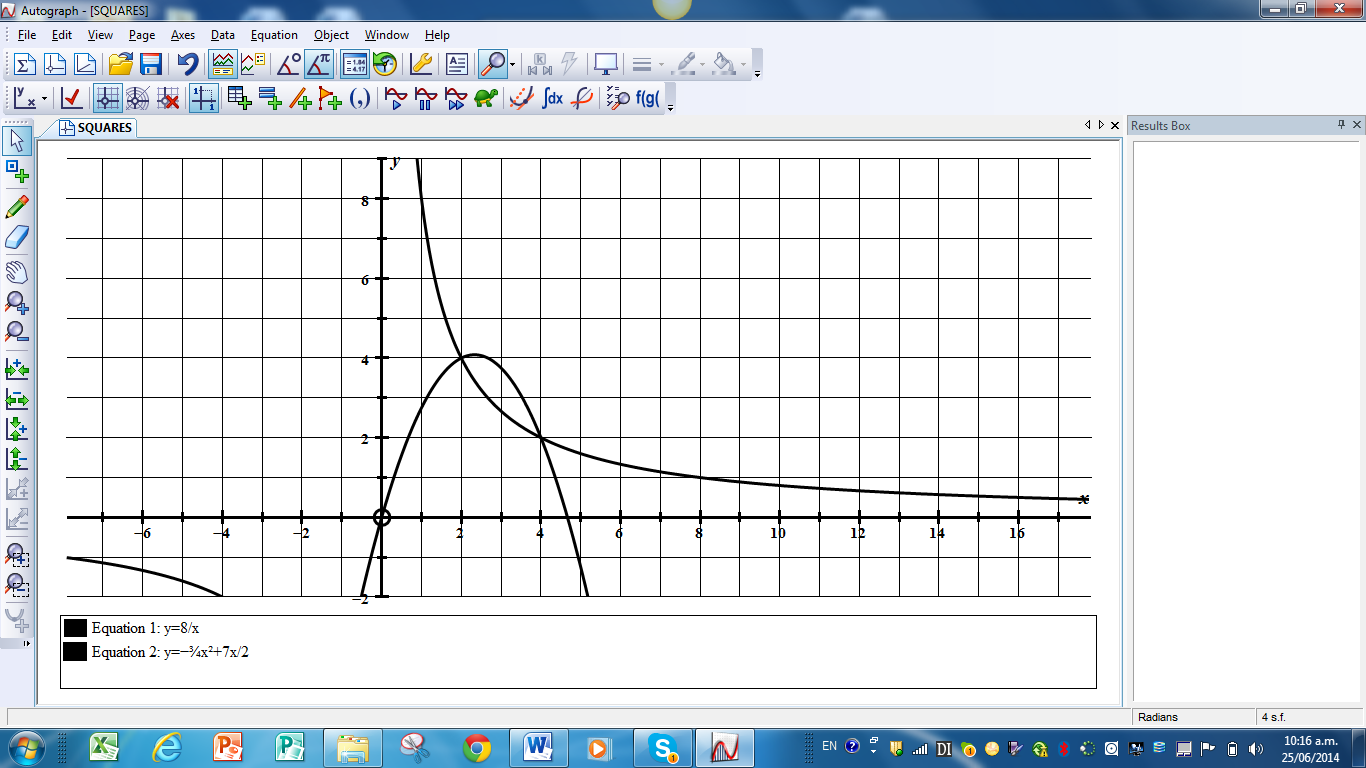 Autograph - [SQUARES]
File Edit View Page Axes Data Equation Object Window Help
SQUARES
Results Box
y
8
6
4
2
−6 −4 −2 2 4 6 8 10 12 14 16
x
−2
Equation 1: y=8/x
Equation 2: y=−¾x²+7x/2
Radians 4 s.f.
EN
10:16 a.m.
25/06/2014